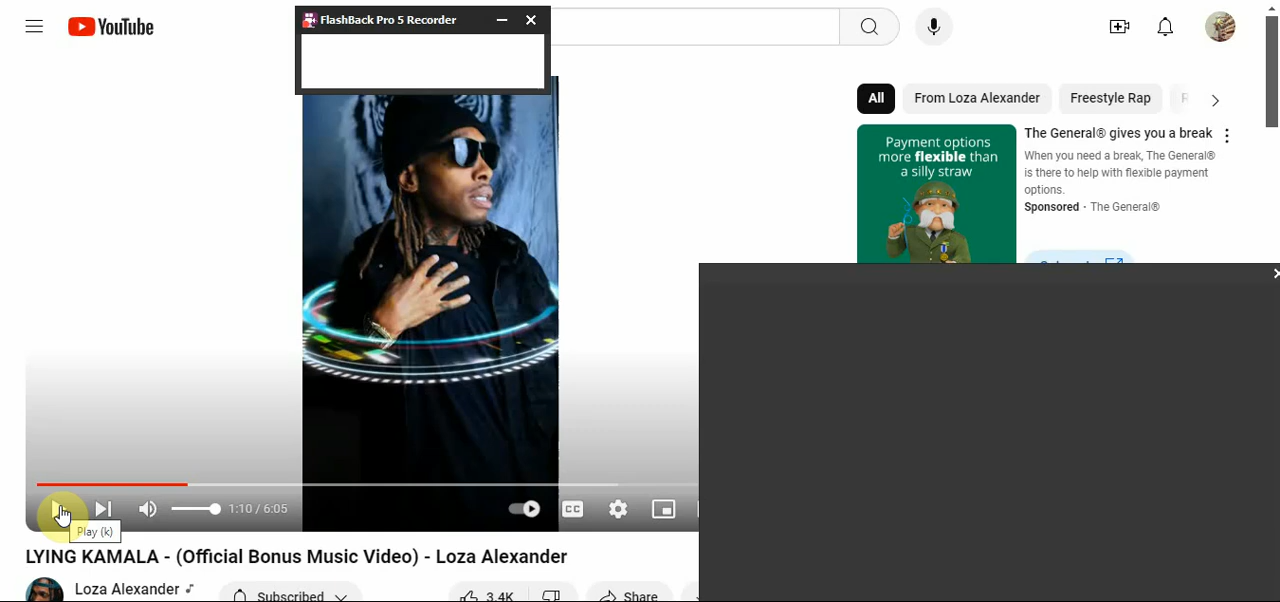 FlashBack Pro 5 Recorder
YouTube
All
From Loza Alexander
Freestyle Rap
Payment options
more flexible than
a silly straw
The General® gives you a break
When you need a break, The General®
is there to help with flexible payment
options.
Sponsored · The General®
1:10 / 6:05
CC
Play (k)
LYING KAMALA - (Official Bonus Music Video) - Loza Alexander
Loza Alexander
Subscribed
3.4K
Share